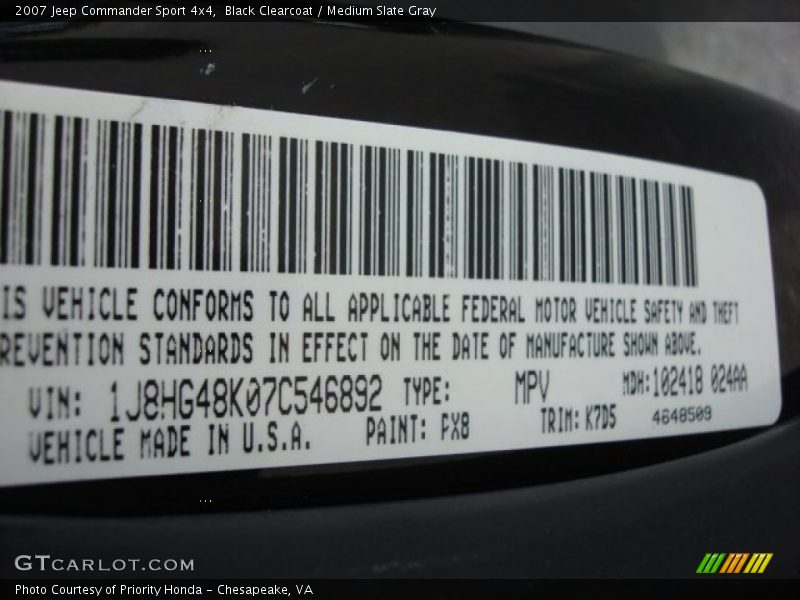 2007 Jeep Commander Sport 4x4, Black Clearcoat / Medium Slate Gray
IS VEHICLE CONFORMS TO ALL APPLICABLE FEDERAL MOTOR VEHICLE SAFETY AND THEFT
REVENTION STANDARDS IN EFFECT ON THE DATE OF MANUFACTURE SHOWN ABOVE.
VIN: 1J8HG48K07C546892 TYPE: MPV MDH: 102418 024AA
VEHICLE MADE IN U.S.A. PAINT: PX8 TRIM: K7D5 4648509
GTCARLOT.COM
Photo Courtesy of Priority Honda - Chesapeake, VA